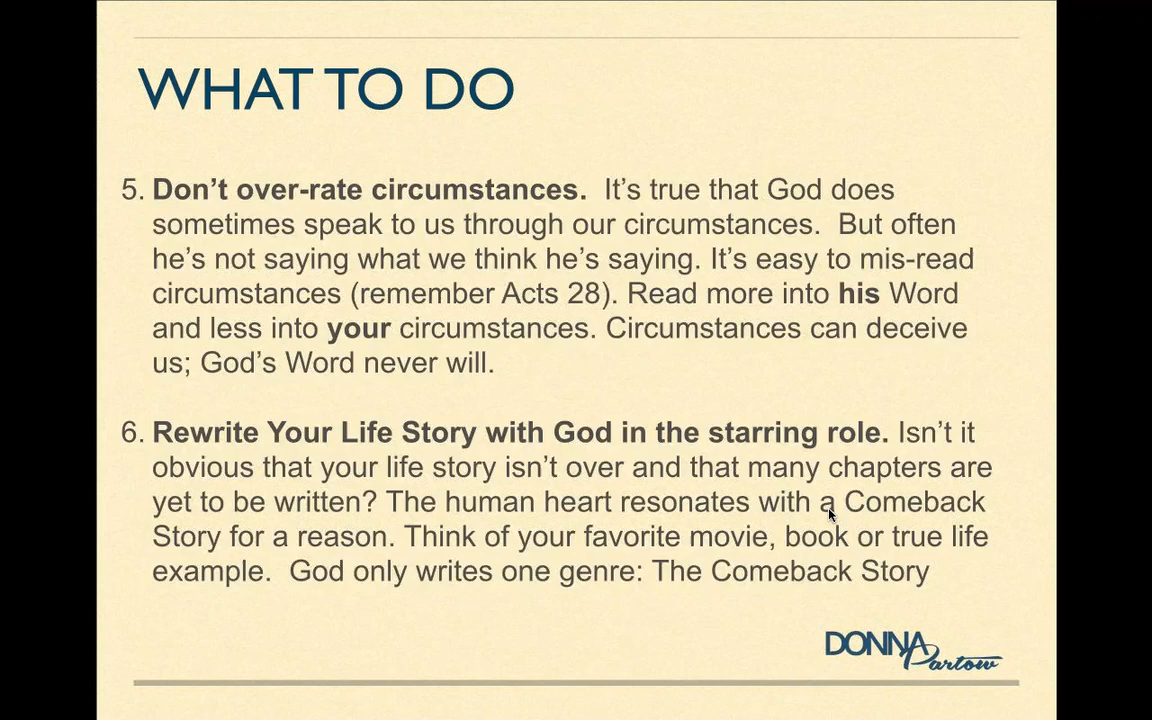 WHAT TO DO
5. Don’t over-rate circumstances.  It’s true that God does
sometimes speak to us through our circumstances.  But often
he’s not saying what we think he’s saying. It’s easy to mis-read
circumstances (remember Acts 28). Read more into his Word
and less into your circumstances. Circumstances can deceive
us; God’s Word never will.
6. Rewrite Your Life Story with God in the starring role. Isn’t it
obvious that your life story isn’t over and that many chapters are
yet to be written? The human heart resonates with a Comeback
Story for a reason. Think of your favorite movie, book or true life
example.  God only writes one genre: The Comeback Story
DONNA
Partow